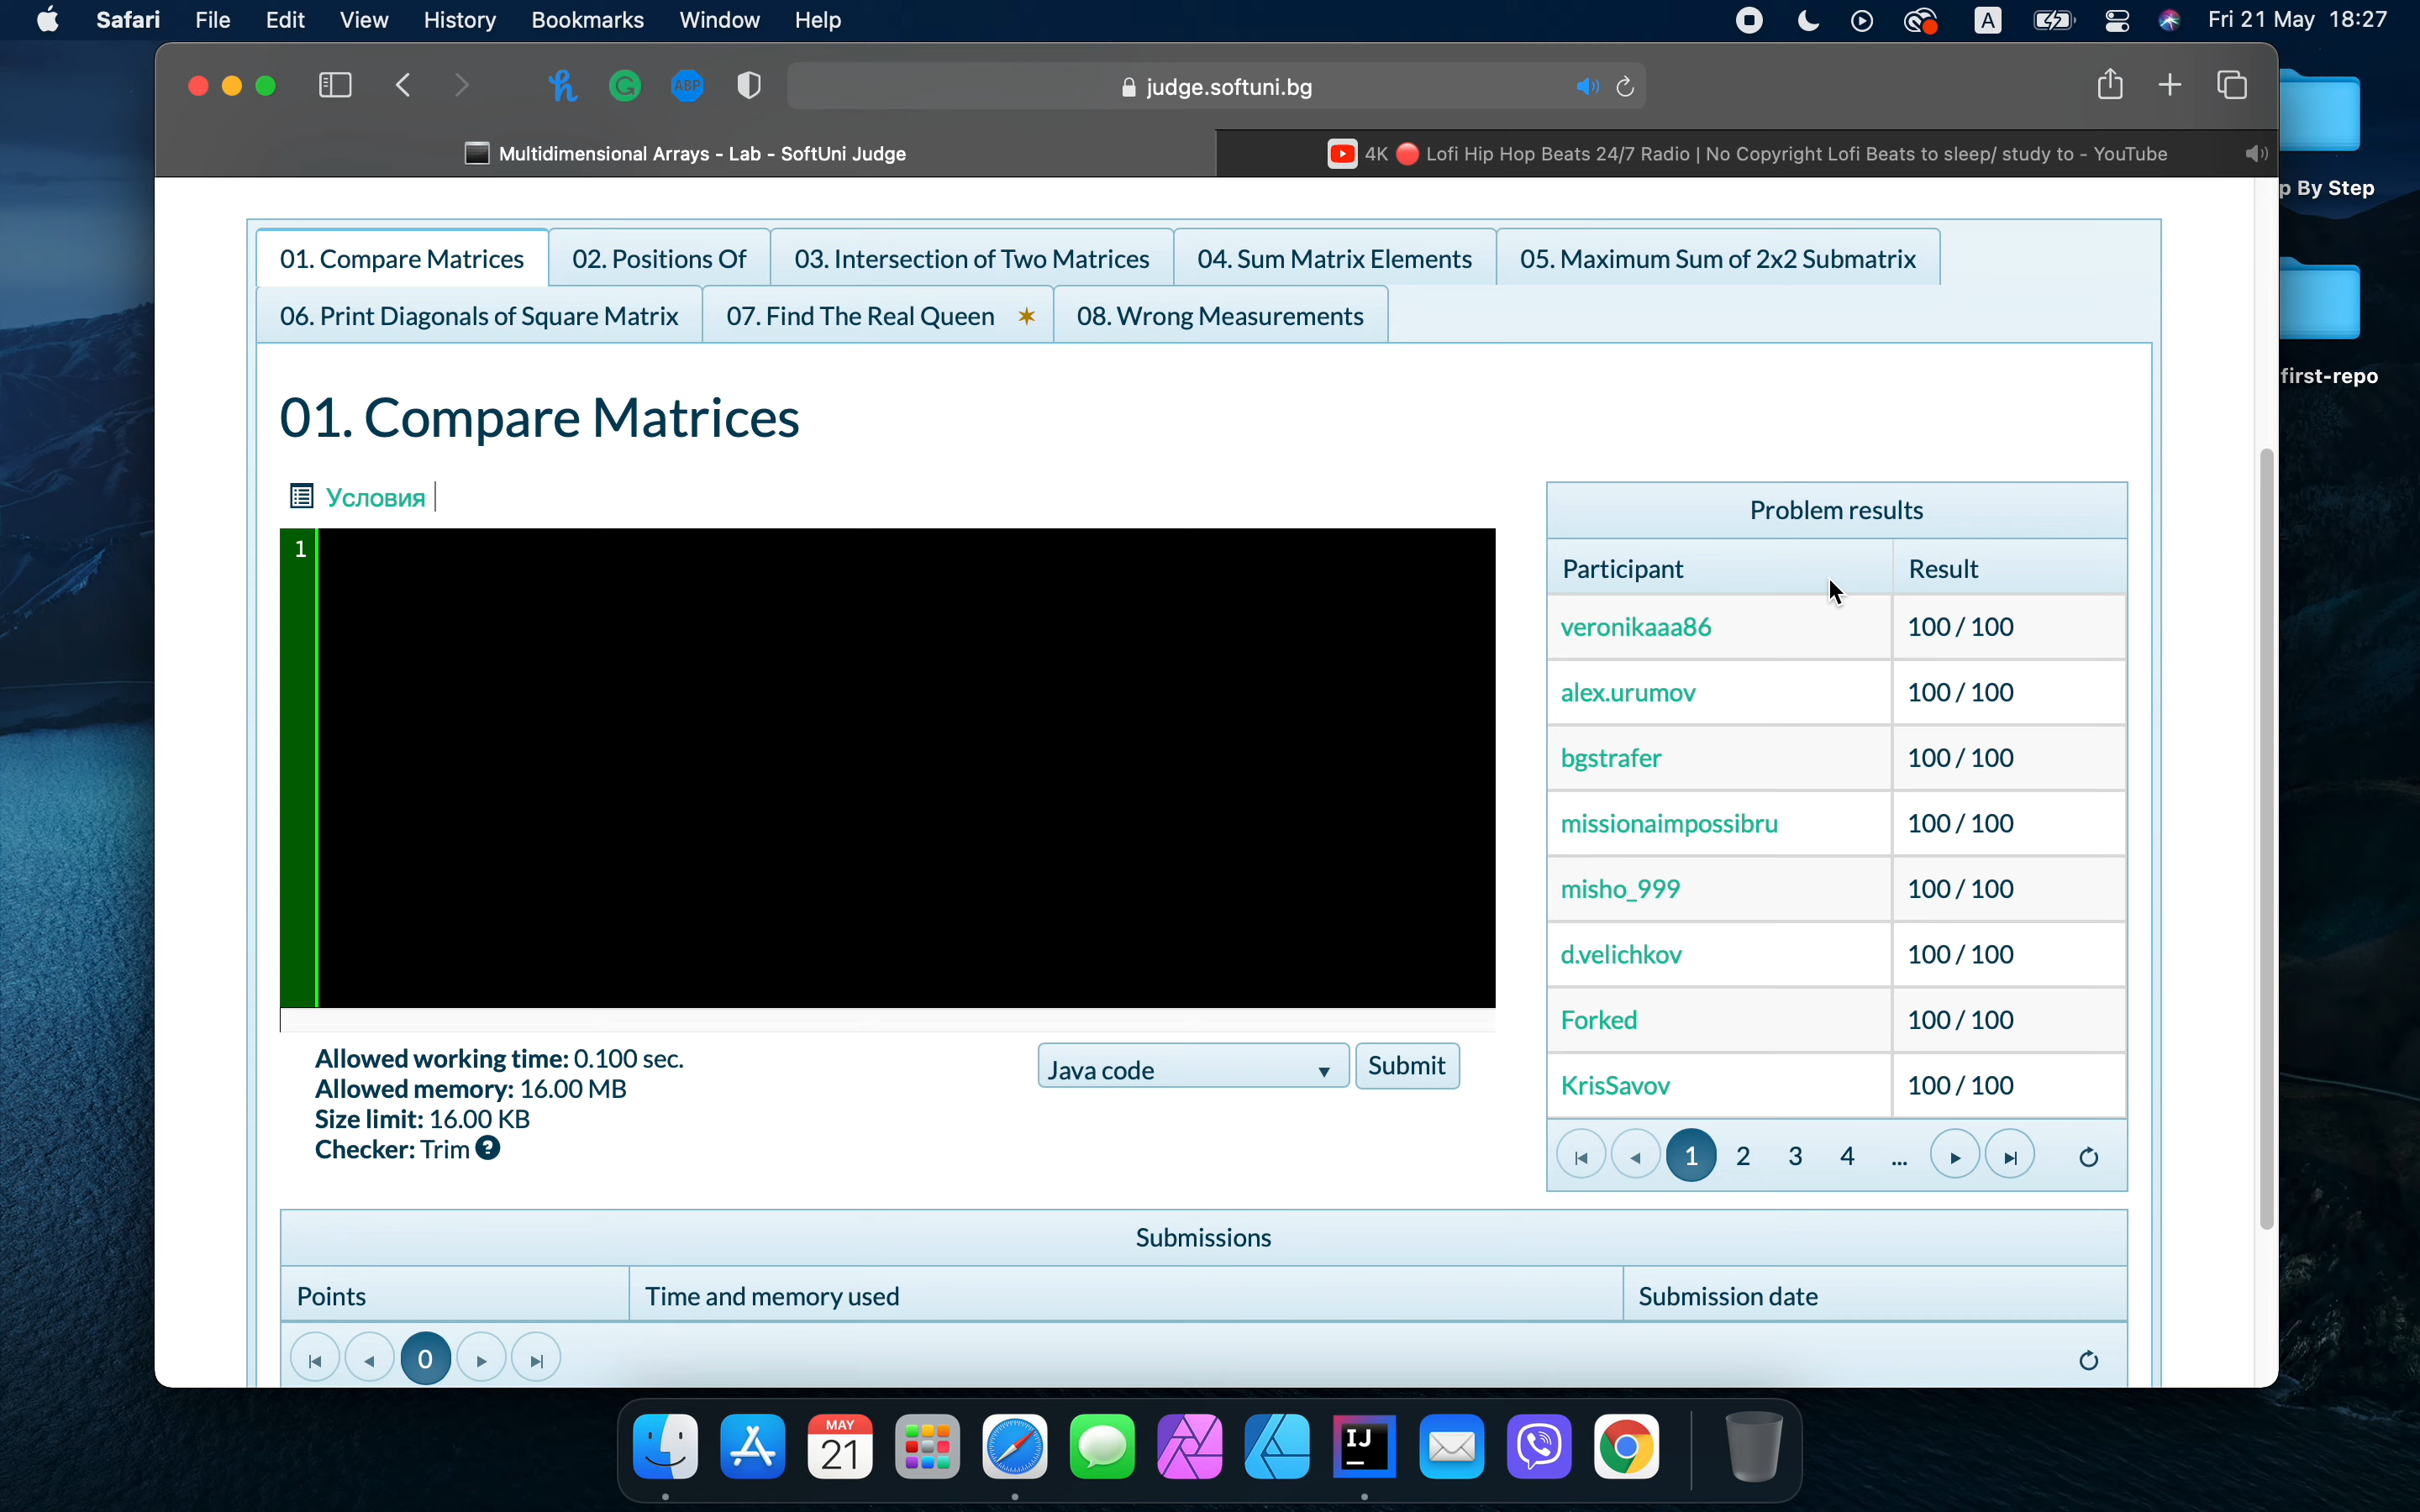 Safari File Edit View History Bookmarks Window Help A Fri 21 May 18:27
ABP judge.softuni.bg
Multidimensional Arrays - Lab - SoftUni Judge
4K 🔴 Lofi Hip Hop Beats 24/7 Radio | No Copyright Lofi Beats to sleep/ study to - YouTube
p By Step
first-repo
01. Compare Matrices 02. Positions Of 03. Intersection of Two Matrices 04. Sum Matrix Elements 05. Maximum Sum of 2x2 Submatrix
06. Print Diagonals of Square Matrix 07. Find The Real Queen ✶ 08. Wrong Measurements
01. Compare Matrices
Условия
1
Allowed working time: 0.100 sec.
Allowed memory: 16.00 MB
Size limit: 16.00 KB
Checker: Trim ?
Java code
Submit
Problem results
Participant Result
veronikaaa86 100 / 100
alex.urumov 100 / 100
bgstrafer 100 / 100
missionaimpossibru 100 / 100
misho_999 100 / 100
d.velichkov 100 / 100
Forked 100 / 100
KrisSavov 100 / 100
1 2 3 4 ...
Submissions
Points Time and memory used Submission date
0
MAY
21
IJ